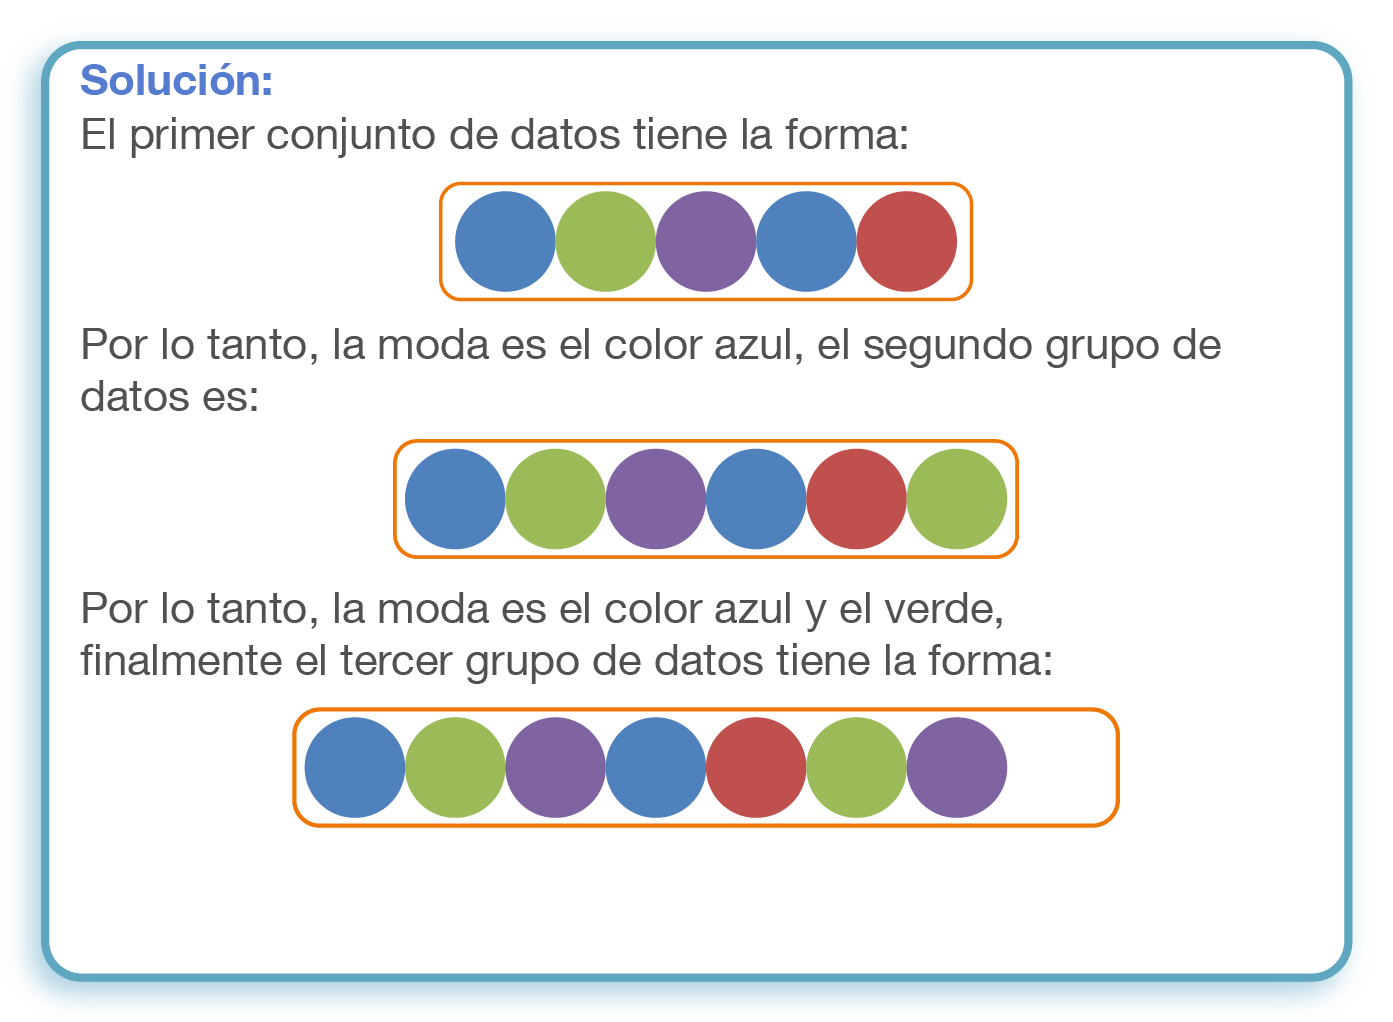 Solución:
El primer conjunto de datos tiene la forma:
Por lo tanto, la moda es el color azul, el segundo grupo de
datos es:
Por lo tanto, la moda es el color azul y el verde,
finalmente el tercer grupo de datos tiene la forma: